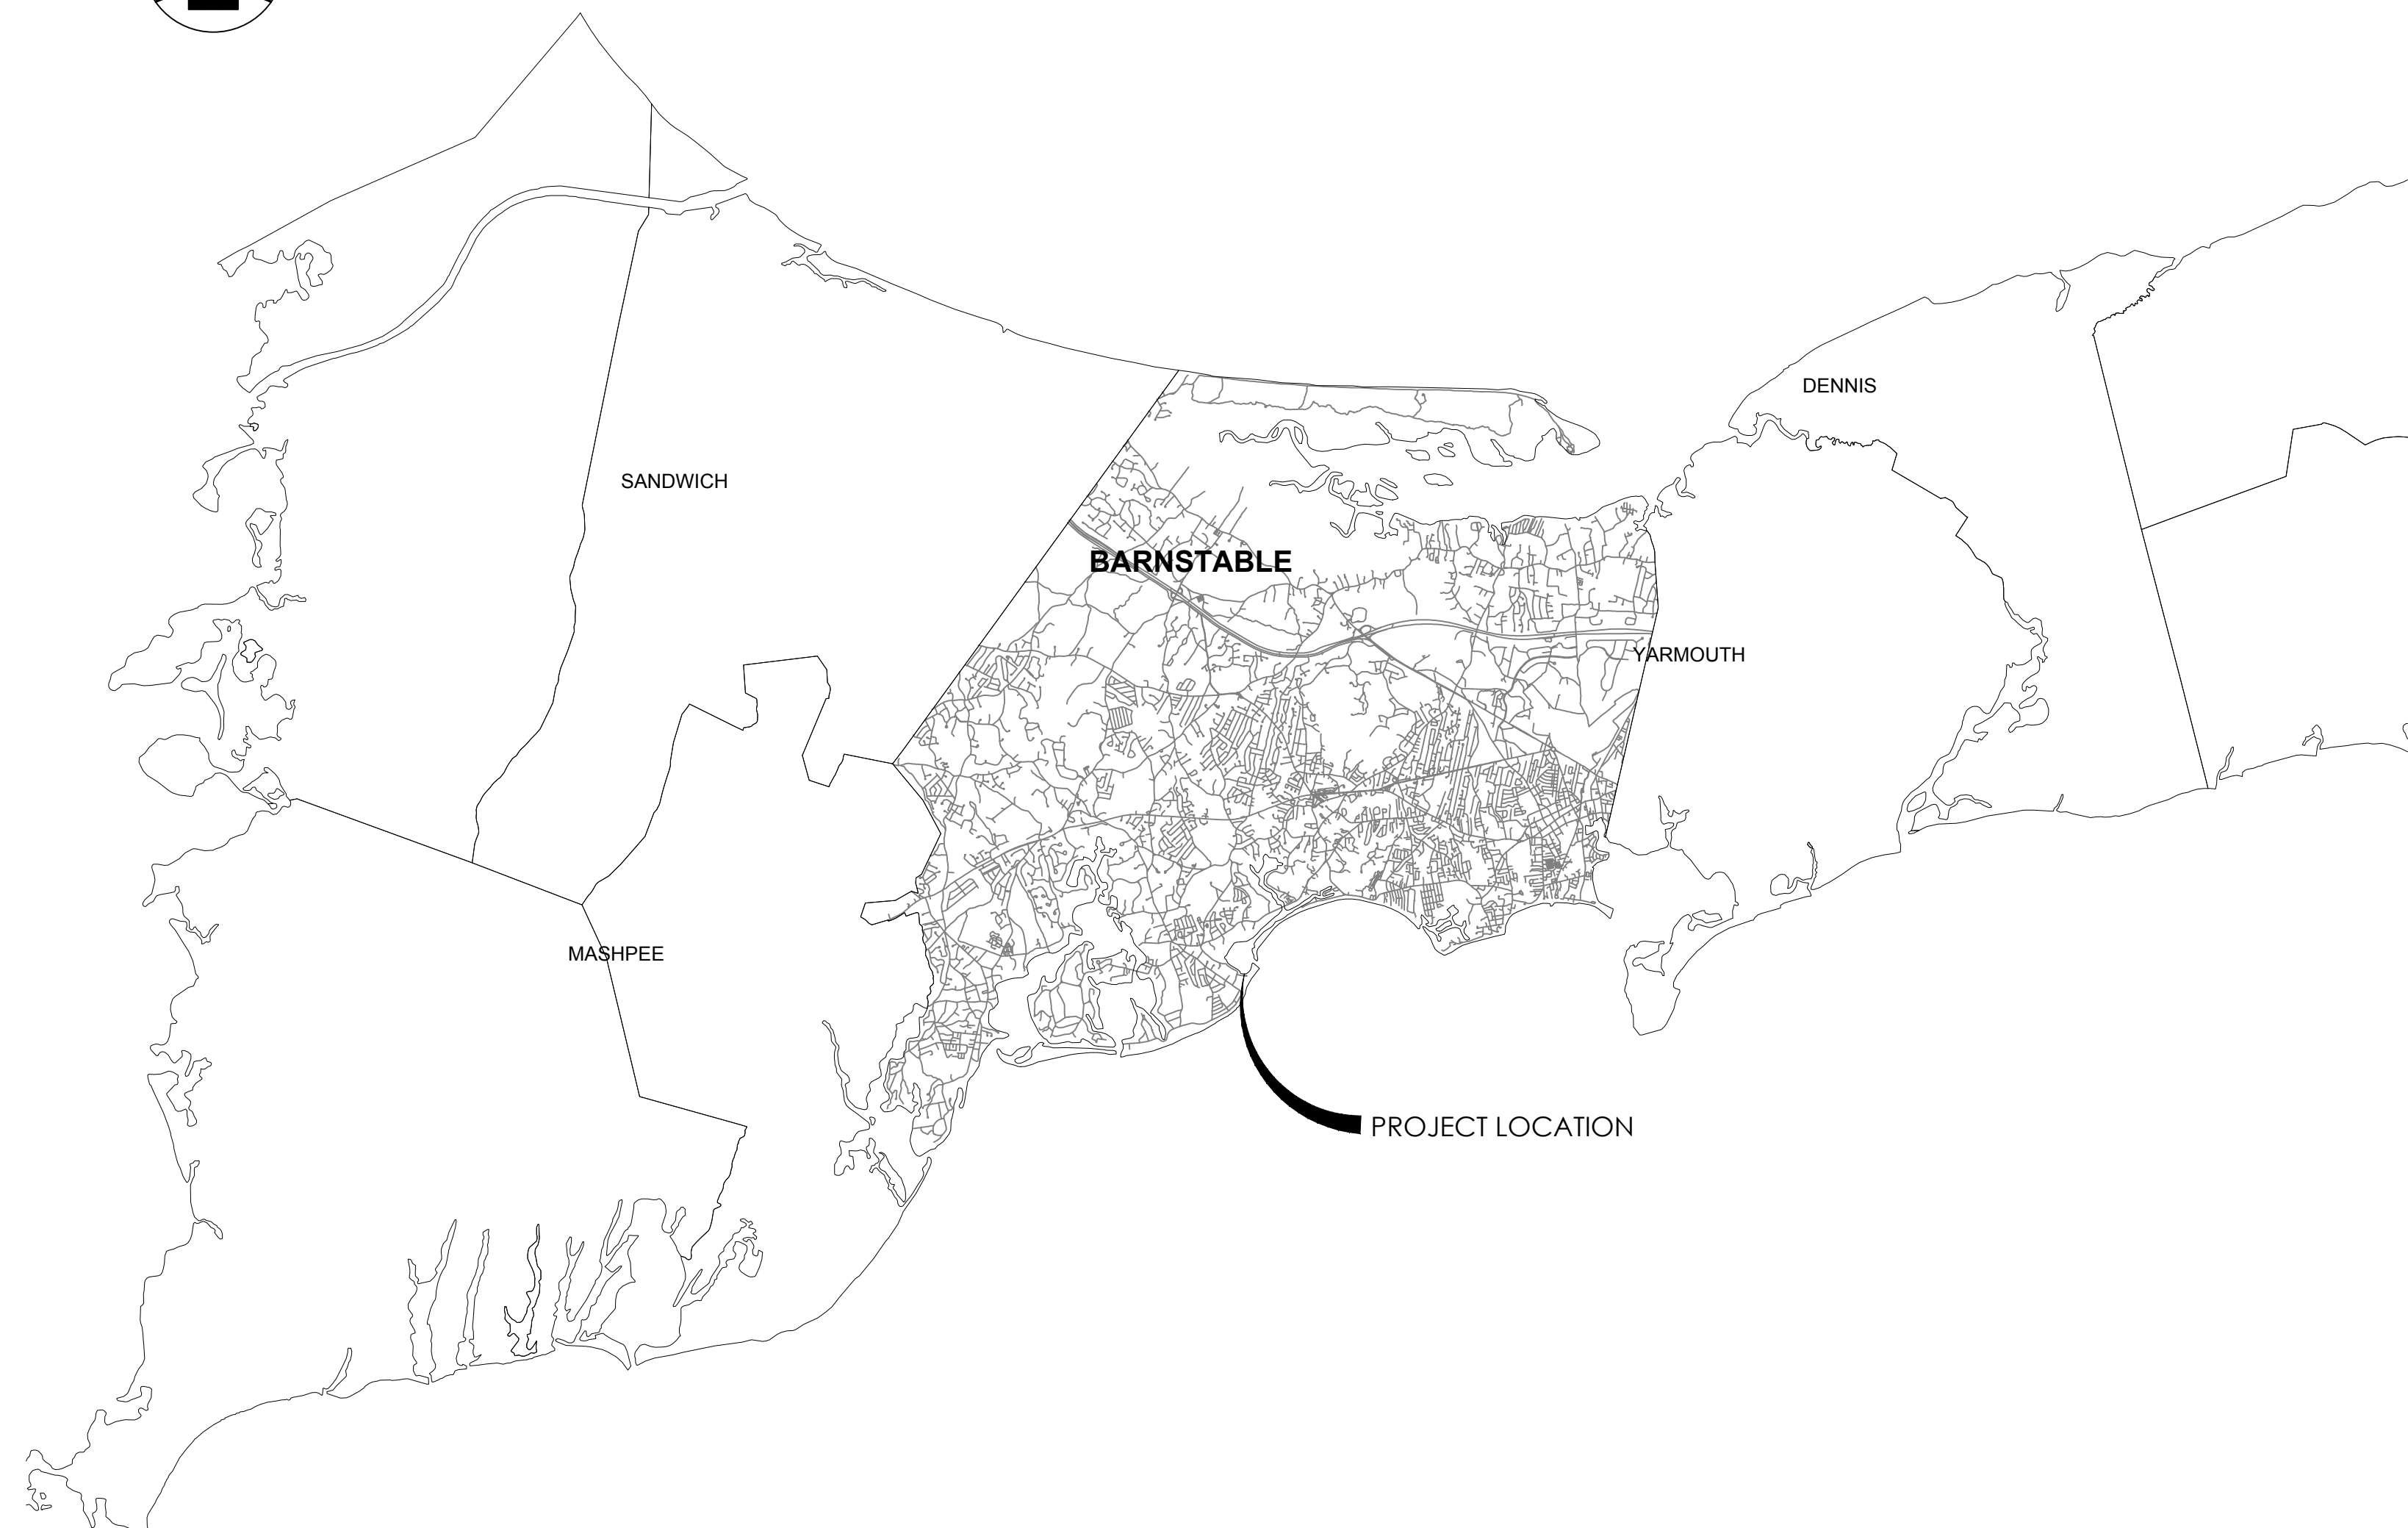 DENNIS
SANDWICH
BARNSTABLE
YARMOUTH
MASHPEE
PROJECT LOCATION